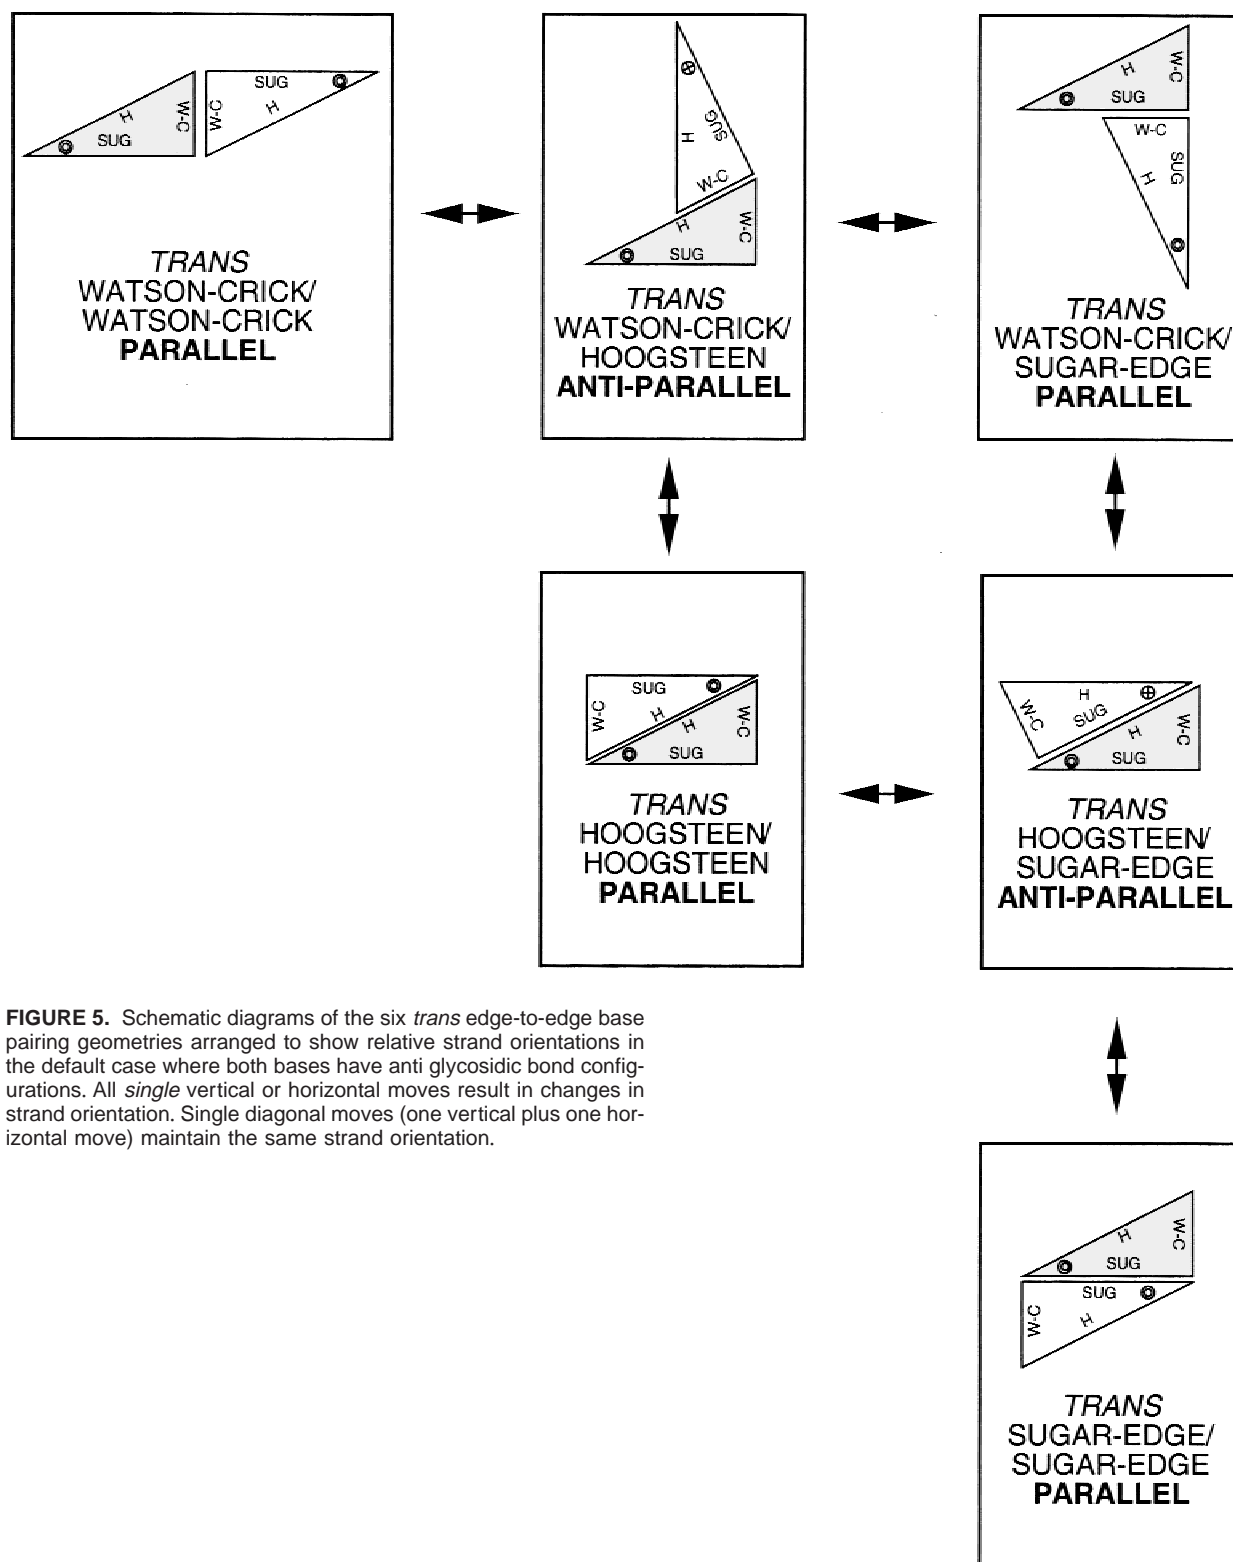 SUG
H
W-C
W-C
SUG
H
TRANS
WATSON-CRICK/
WATSON-CRICK
PARALLEL
H
SUG
W-C
H
SUG
W-C
TRANS
WATSON-CRICK/
HOOGSTEEN
ANTI-PARALLEL
H
SUG
W-C
W-C
SUG
H
TRANS
WATSON-CRICK/
SUGAR-EDGE
PARALLEL
SUG
W-C
H
H
SUG
W-C
TRANS
HOOGSTEEN/
HOOGSTEEN
PARALLEL
H
W-C
SUG
H
SUG
W-C
TRANS
HOOGSTEEN/
SUGAR-EDGE
ANTI-PARALLEL
FIGURE 5. Schematic diagrams of the six trans edge-to-edge base
pairing geometries arranged to show relative strand orientations in
the default case where both bases have anti glycosidic bond config-
urations. All single vertical or horizontal moves result in changes in
strand orientation. Single diagonal moves (one vertical plus one hor-
izontal move) maintain the same strand orientation.
H
SUG
W-C
SUG
W-C
H
TRANS
SUGAR-EDGE/
SUGAR-EDGE
PARALLEL